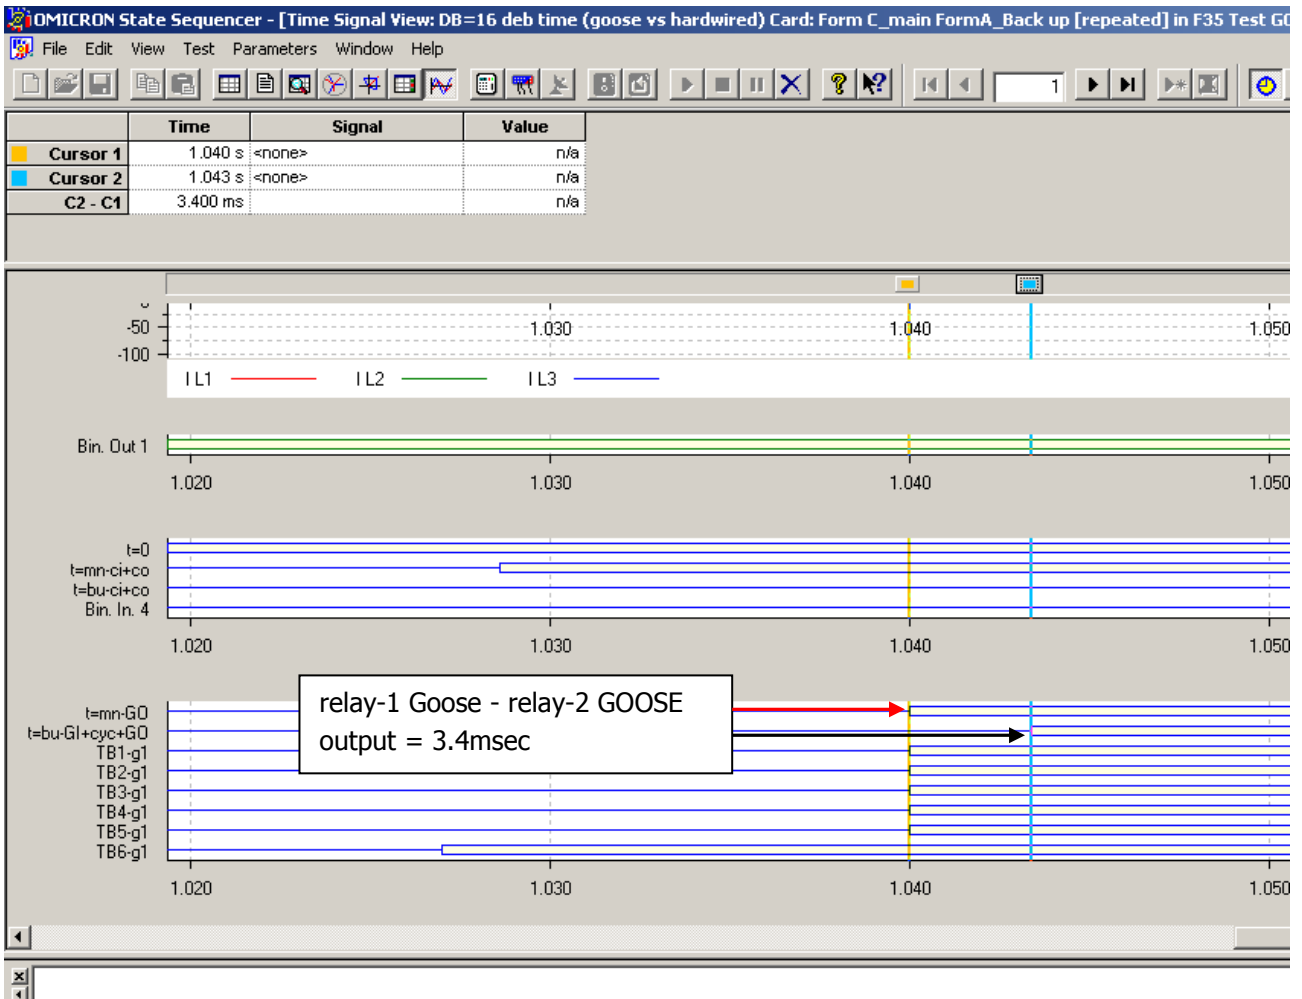 OMICRON State Sequencer - [Time Signal View: DB=16 deb time (goose vs hardwired) Card: Form C_main FormA_Back up [repeated] in F35 Test GO
File Edit View Test Parameters Window Help
1
Time Signal Value
Cursor 1 1.040 s <none> n/a
Cursor 2 1.043 s <none> n/a
C2 - C1 3.400 ms n/a
-50 1.030 1.040 1.050
-100
I L1 I L2 I L3
Bin. Out 1
1.020 1.030 1.040 1.050
t=0
t=mn-ci+co
t=bu-ci+co
Bin. In. 4
1.020 1.030 1.040 1.050
relay-1 Goose - relay-2 GOOSE
output = 3.4msec
t=mn-GO
t=bu-GI+cyc+GO
TB1-g1
TB2-g1
TB3-g1
TB4-g1
TB5-g1
TB6-g1
1.020 1.030 1.040 1.050